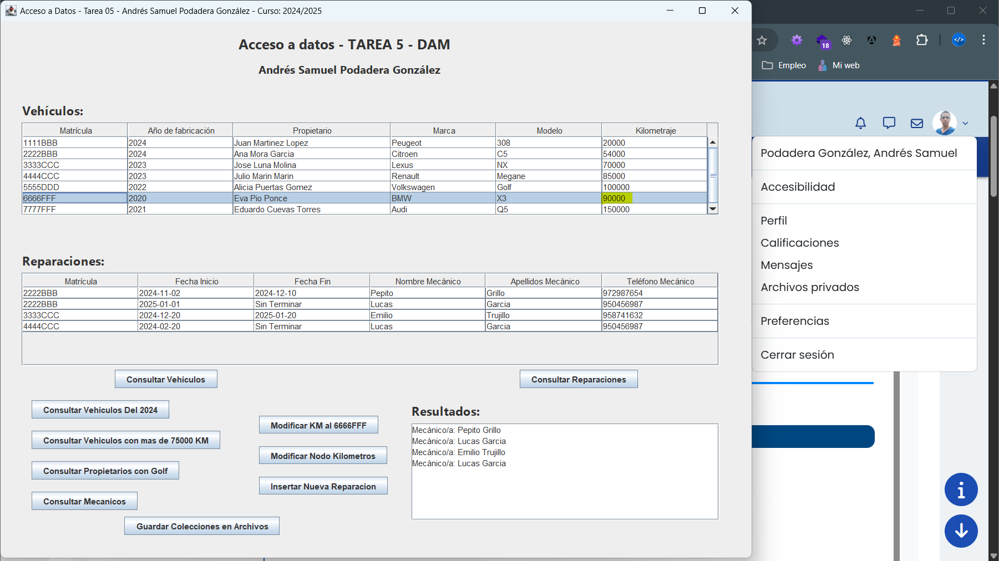 Acceso a Datos - Tarea 05 - Andrés Samuel Podadera González - Curso: 2024/2025
Acceso a datos - TAREA 5 - DAM
Andrés Samuel Podadera González
Vehículos:
Matrícula Año de fabricación Propietario Marca Modelo Kilometraje
1111BBB 2024 Juan Martinez Lopez Peugeot 308 20000
2222BBB 2024 Ana Mora Garcia Citroen C5 54000
3333CCC 2023 Jose Luna Molina Lexus NX 70000
4444CCC 2023 Julio Marin Marin Renault Megane 85000
5555DDD 2022 Alicia Puertas Gomez Volkswagen Golf 100000
6666FFF 2020 Eva Pio Ponce BMW X3 90000
7777FFF 2021 Eduardo Cuevas Torres Audi Q5 150000
Reparaciones:
Matrícula Fecha Inicio Fecha Fin Nombre Mecánico Apellidos Mecánico Teléfono Mecánico
2222BBB 2024-11-02 2024-12-10 Pepito Grillo 972987654
2222BBB 2025-01-01 Sin Terminar Lucas Garcia 950456987
3333CCC 2024-12-20 2025-01-20 Emilio Trujillo 958741632
4444CCC 2024-02-20 Sin Terminar Lucas Garcia 950456987
Consultar Vehiculos
Consultar Reparaciones
Consultar Vehiculos Del 2024
Consultar Vehiculos con mas de 75000 KM
Consultar Propietarios con Golf
Consultar Mecanicos
Guardar Colecciones en Archivos
Modificar KM al 6666FFF
Modificar Nodo Kilometros
Insertar Nueva Reparacion
Resultados:
Mecánico/a: Pepito Grillo
Mecánico/a: Lucas Garcia
Mecánico/a: Emilio Trujillo
Mecánico/a: Lucas Garcia
18
</>
Empleo
Mi web
Podadera González, Andrés Samuel
Accesibilidad
Perfil
Calificaciones
Mensajes
Archivos privados
Preferencias
Cerrar sesión